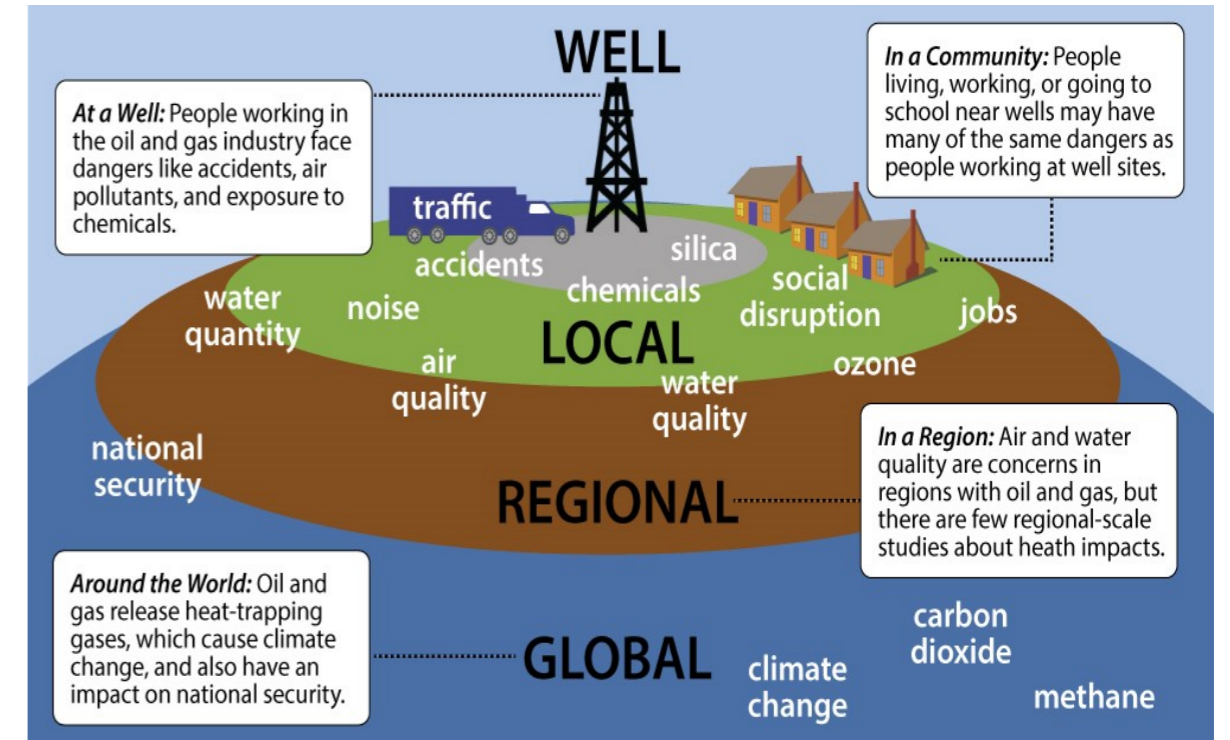 WELL
At a Well: People working in
the oil and gas industry face
dangers like accidents, air
pollutants, and exposure to
chemicals.
In a Community: People
living, working, or going to
school near wells may have
many of the same dangers as
people working at well sites.
traffic
accidents
silica
chemicals
social
disruption
jobs
water
quantity
noise
LOCAL
air
quality
water
quality
ozone
national
security
REGIONAL
In a Region: Air and water
quality are concerns in
regions with oil and gas, but
there are few regional-scale
studies about heath impacts.
Around the World: Oil and
gas release heat-trapping
gases, which cause climate
change, and also have an
impact on national security.
GLOBAL
climate
change
carbon
dioxide
methane